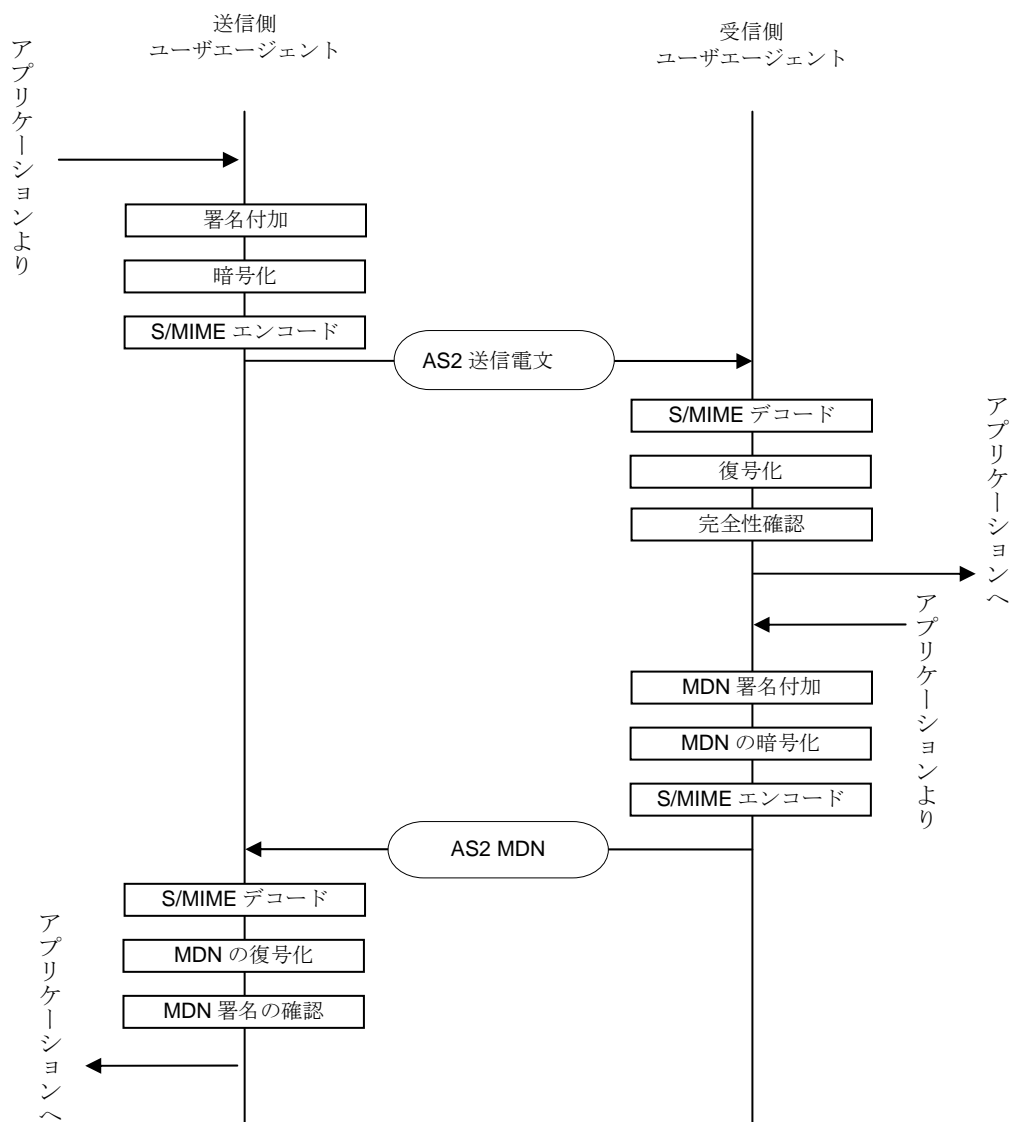 送信側
ユーザエージェント
受信側
ユーザエージェント
アプリケーションより
署名付加
暗号化
S/MIME エンコード
AS2 送信電文
S/MIME デコード
復号化
完全性確認
アプリケーションへ
アプリケーションより
MDN 署名付加
MDN の暗号化
S/MIME エンコード
AS2 MDN
S/MIME デコード
MDN の復号化
MDN 署名の確認
アプリケーションへ